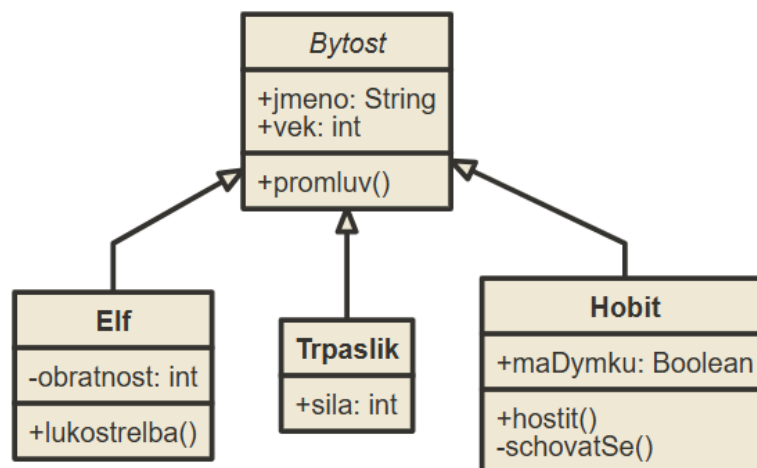 Bytost
+jmeno: String
+vek: int
+promluv()
Elf
-obratnost: int
+lukostrelba()
Trpaslik
+sila: int
Hobit
+maDymku: Boolean
+hostit()
-schovatSe()